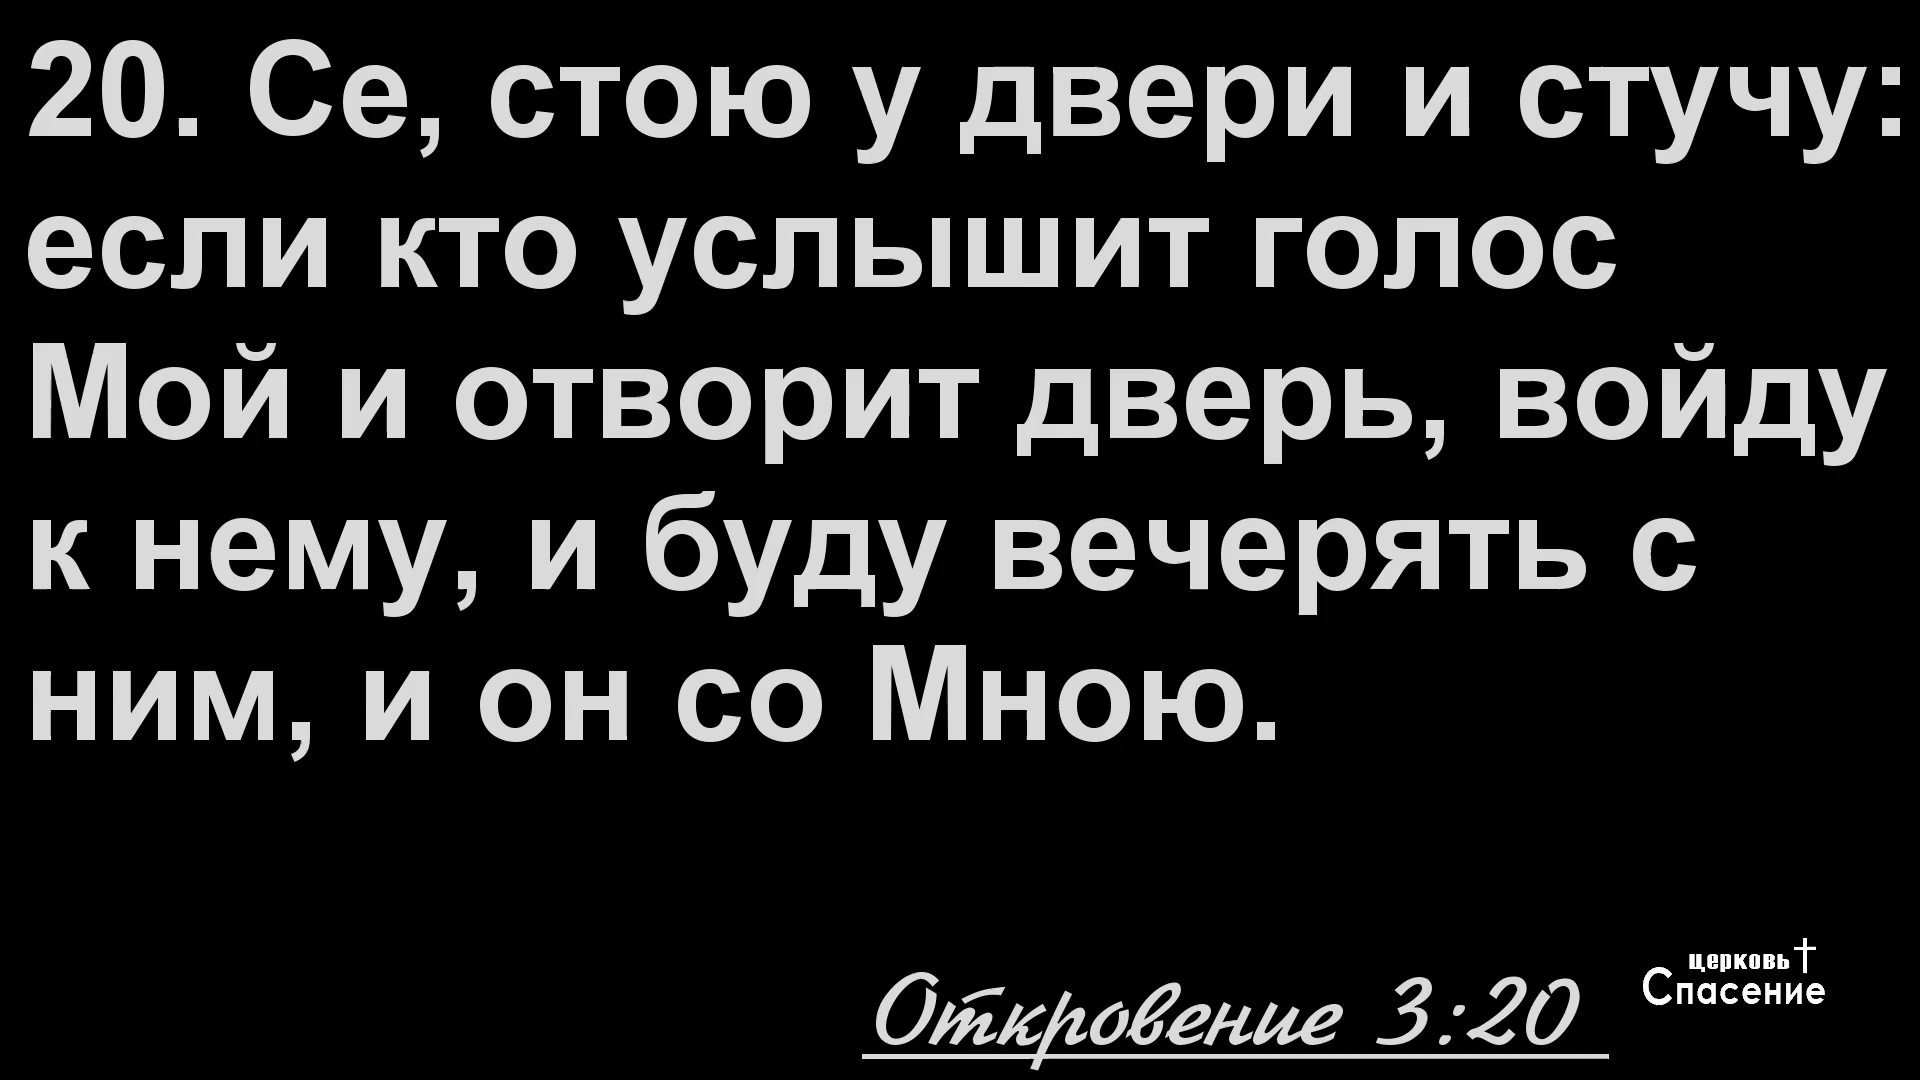 20. Се, стою у двери и стучу:
если кто услышит голос
Мой и отворит дверь, войду
к нему, и буду вечерять с
ним, и он со Мною.
Откровение 3:20
церковь
Спасение